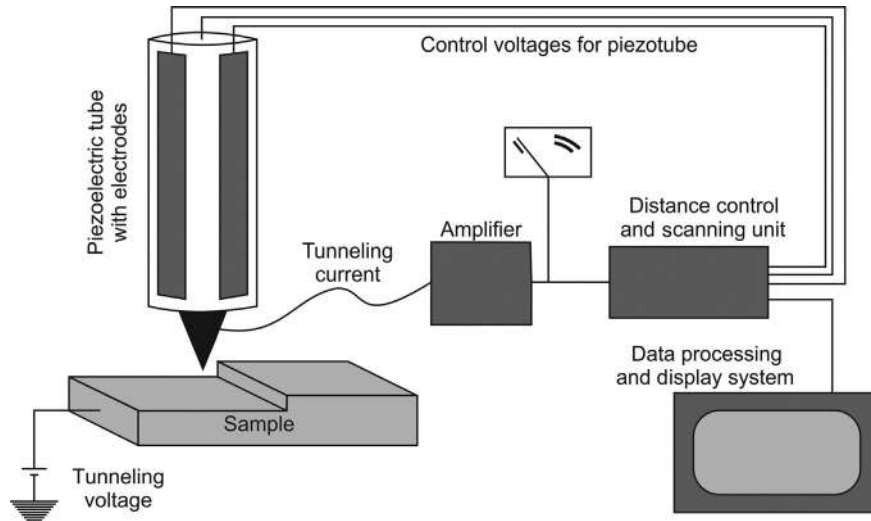 Control voltages for piezotube
Piezoelectric tube
with electrodes
Distance control
and scanning unit
Amplifier
Tunneling
current
Data processing
and display system
Sample
Tunneling
voltage